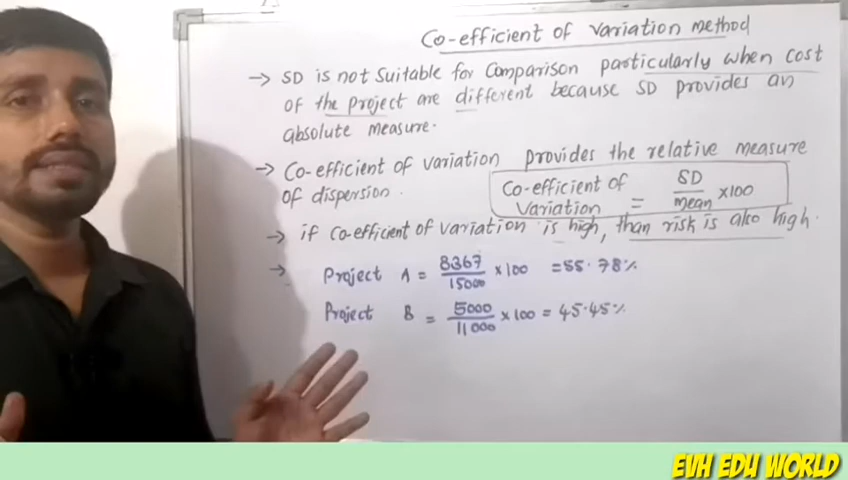 Co-efficient of variation method
→ SD is not suitable for Comparison particularly when cost
of the project are different because SD provides an
absolute measure.
→ Co-efficient of variation provides the relative measure
of dispersion.
Co-efficient of variation = SD/mean ×100
→ if Co-efficient of variation is high, than risk is also high.
→ Project A = 8367/15000 ×100 = 55.78%
Project B = 5000/11000 ×100 = 45.45%
EVH EDU WORLD